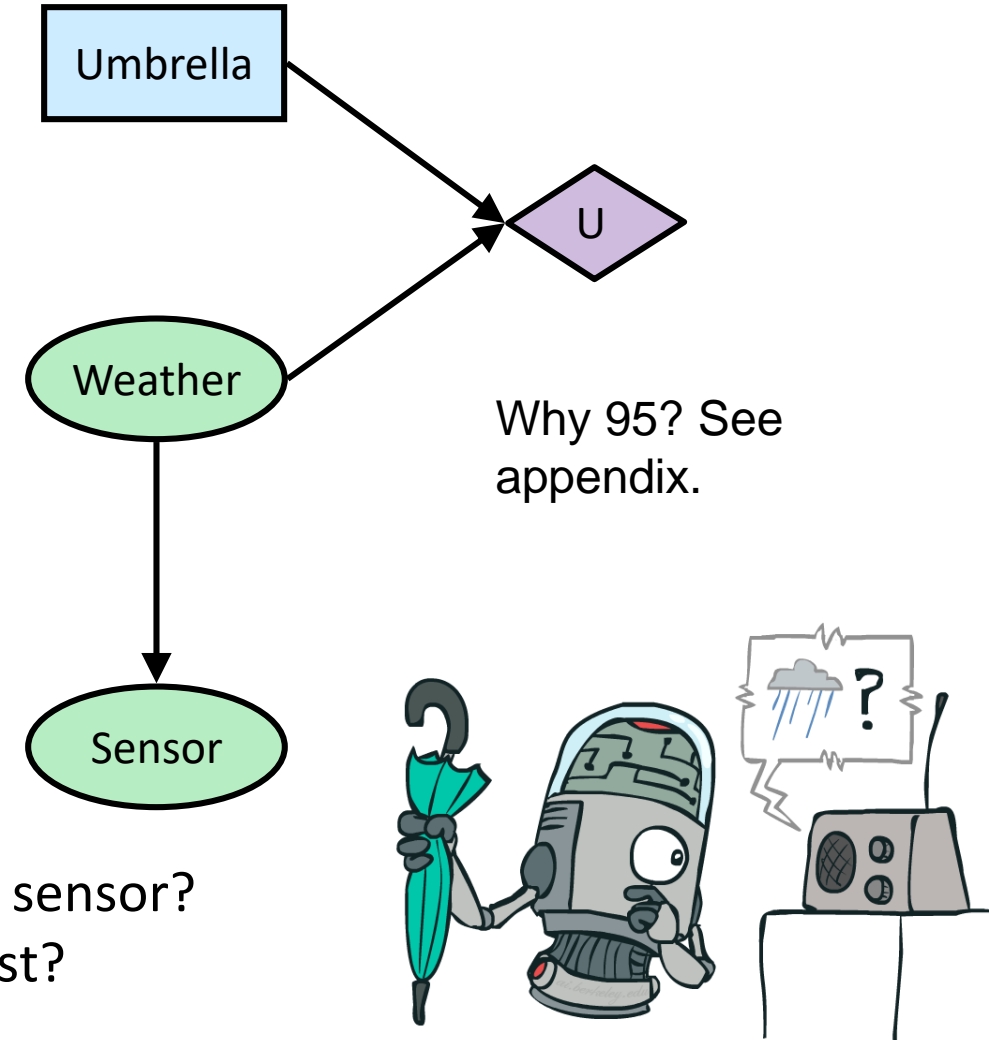 Umbrella
U
Weather
Why 95? See
appendix.
Sensor
?
sensor?
st?